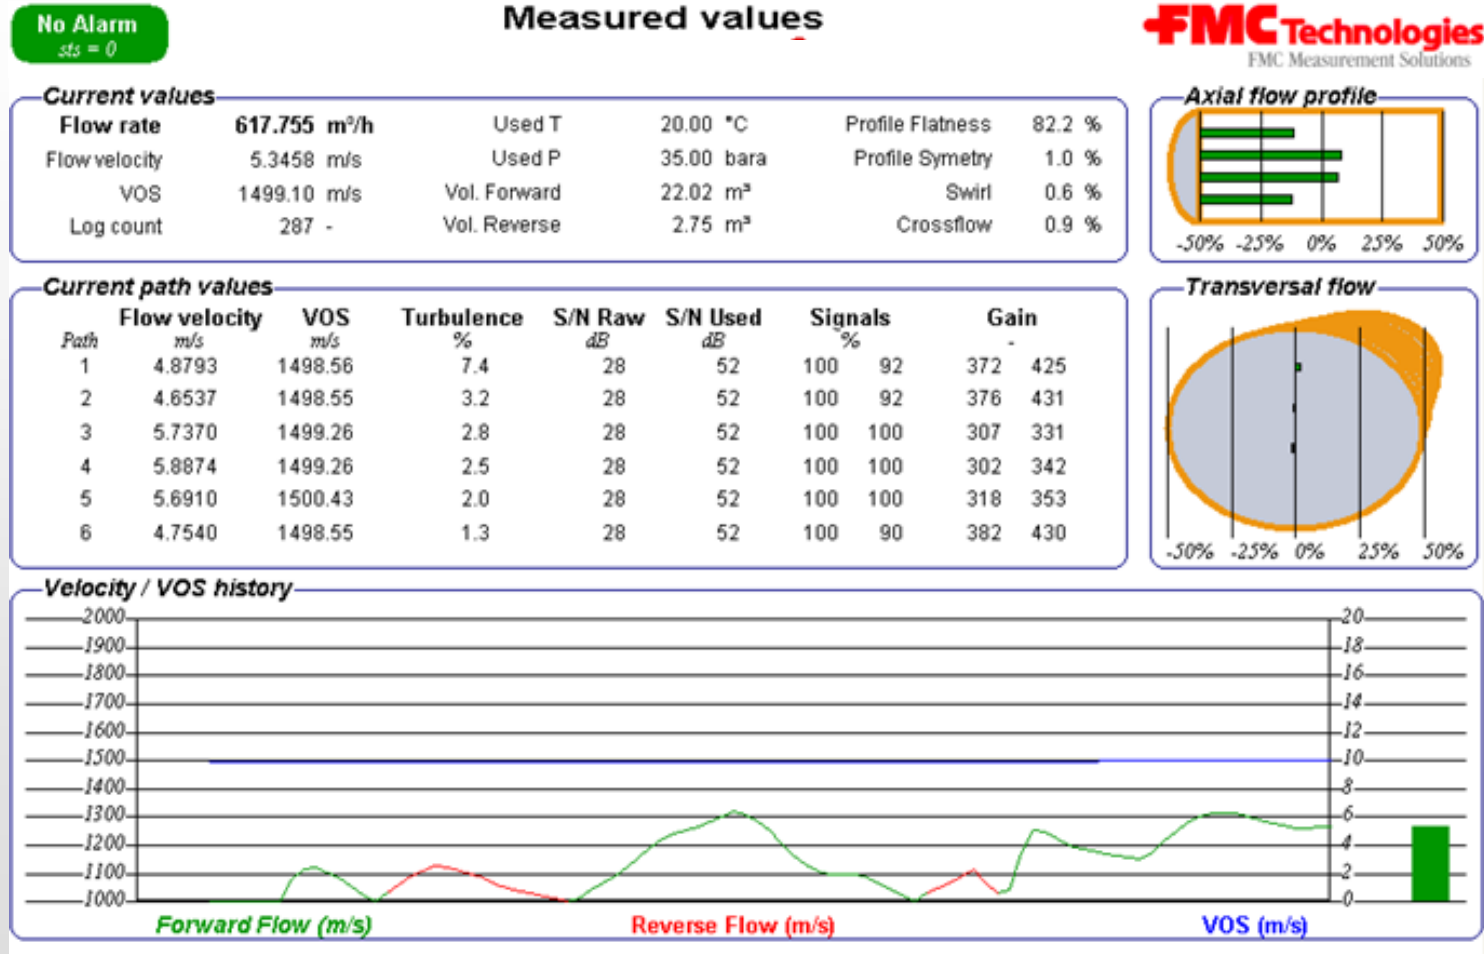 No Alarm
sts = 0
Measured values
FMC Technologies
FMC Measurement Solutions
Current values
Flow rate 617.755 m³/h Used T 20.00 °C Profile Flatness 82.2 %
Flow velocity 5.3458 m/s Used P 35.00 bara Profile Symetry 1.0 %
VOS 1499.10 m/s Vol. Forward 22.02 m³ Swirl 0.6 %
Log count 287 - Vol. Reverse 2.75 m³ Crossflow 0.9 %
Axial flow profile
-50% -25% 0% 25% 50%
Current path values
Flow velocity VOS Turbulence S/N Raw S/N Used Signals Gain
Path m/s m/s % dB dB % -
1 4.8793 1498.56 7.4 28 52 100 92 372 425
2 4.6537 1498.55 3.2 28 52 100 92 376 431
3 5.7370 1499.26 2.8 28 52 100 100 307 331
4 5.8874 1499.26 2.5 28 52 100 100 302 342
5 5.6910 1500.43 2.0 28 52 100 100 318 353
6 4.7540 1498.55 1.3 28 52 100 90 382 430
Transversal flow
-50% -25% 0% 25% 50%
Velocity / VOS history
2000 20
1900 18
1800 16
1700 14
1600 12
1500 10
1400 8
1300 6
1200 4
1100 2
1000 0
Forward Flow (m/s) Reverse Flow (m/s) VOS (m/s)